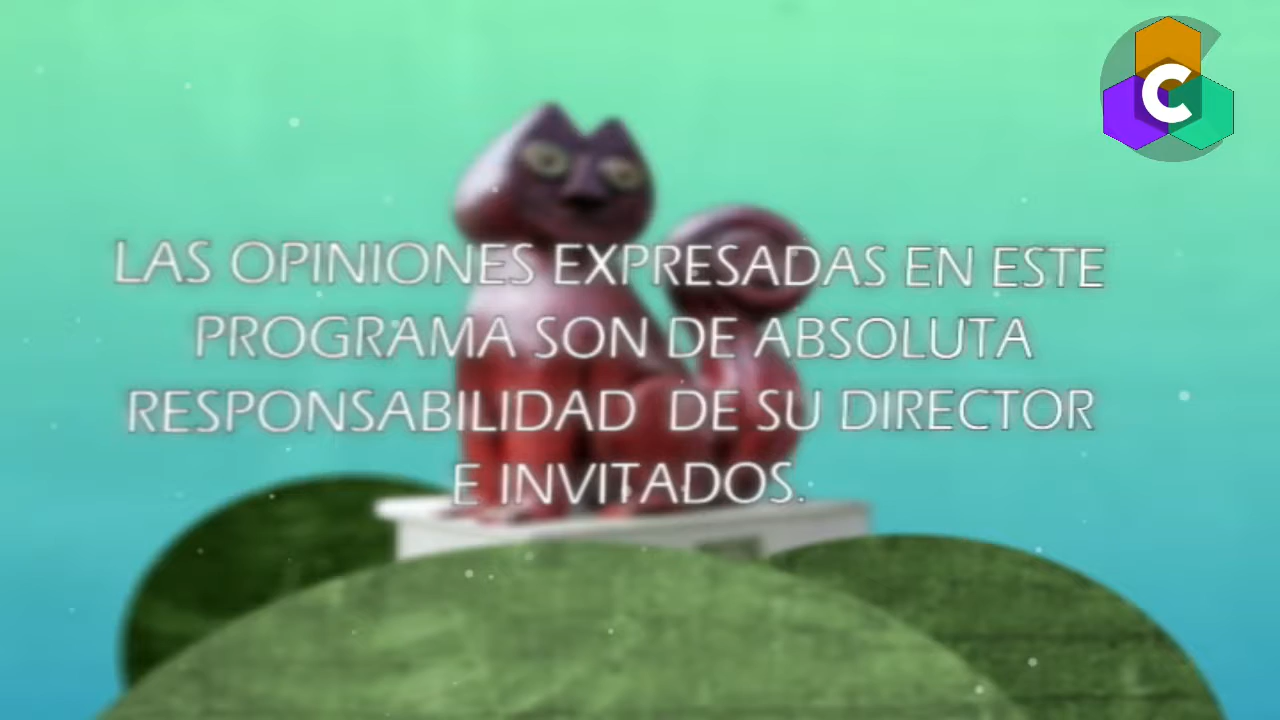 C
LAS OPINIONES EXPRESADAS EN ESTE
PROGRAMA SON DE ABSOLUTA
RESPONSABILIDAD DE SU DIRECTOR
E INVITADOS.